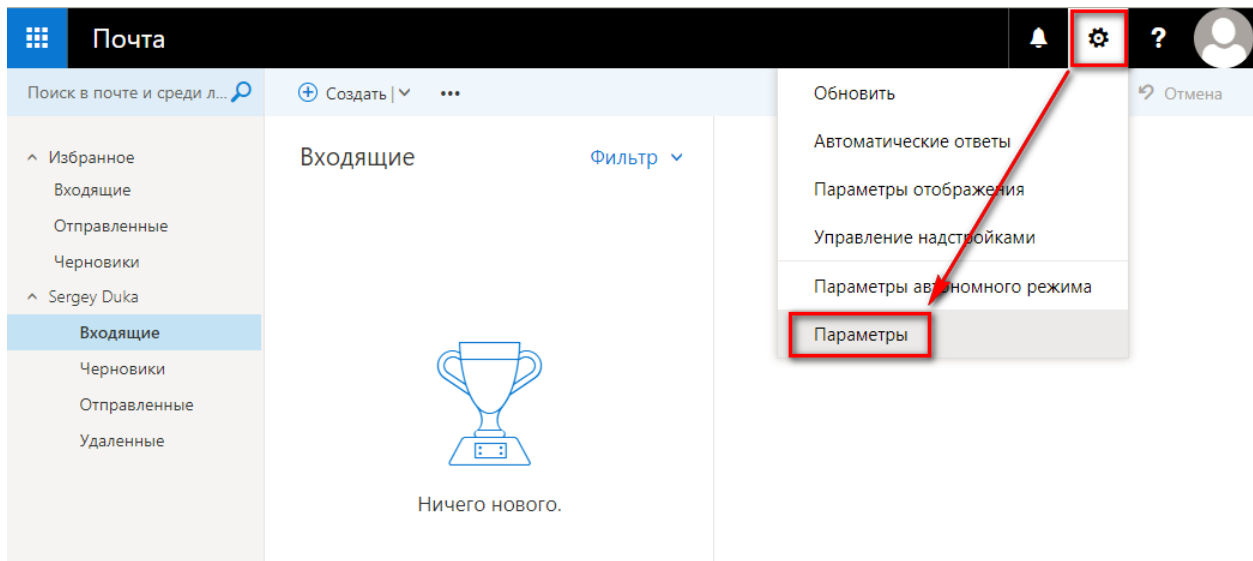 Почта
?
Поиск в почте и среди л...
Создать
Обновить
Отмена
Избранное
Входящие
Отправленные
Черновики
Sergey Duka
Входящие
Черновики
Отправленные
Удаленные
Входящие
Фильтр
Ничего нового.
Автоматические ответы
Параметры отображения
Управление надстройками
Параметры автономного режима
Параметры